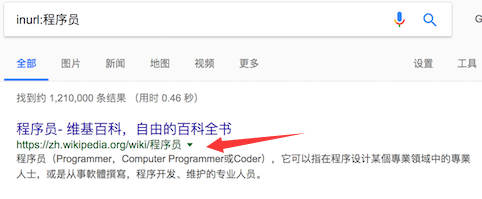 inurl:程序员
G
全部 图片 新闻 地图 视频 更多 设置 工具
找到约 1,210,000 条结果 （用时 0.46 秒）
程序员- 维基百科，自由的百科全书
https://zh.wikipedia.org/wiki/程序员
程序员（Programmer，Computer Programmer或Coder），它可以指在程序设计某個專業領域中的專業
人士，或是从事軟體撰寫，程序开发、维护的专业人员。